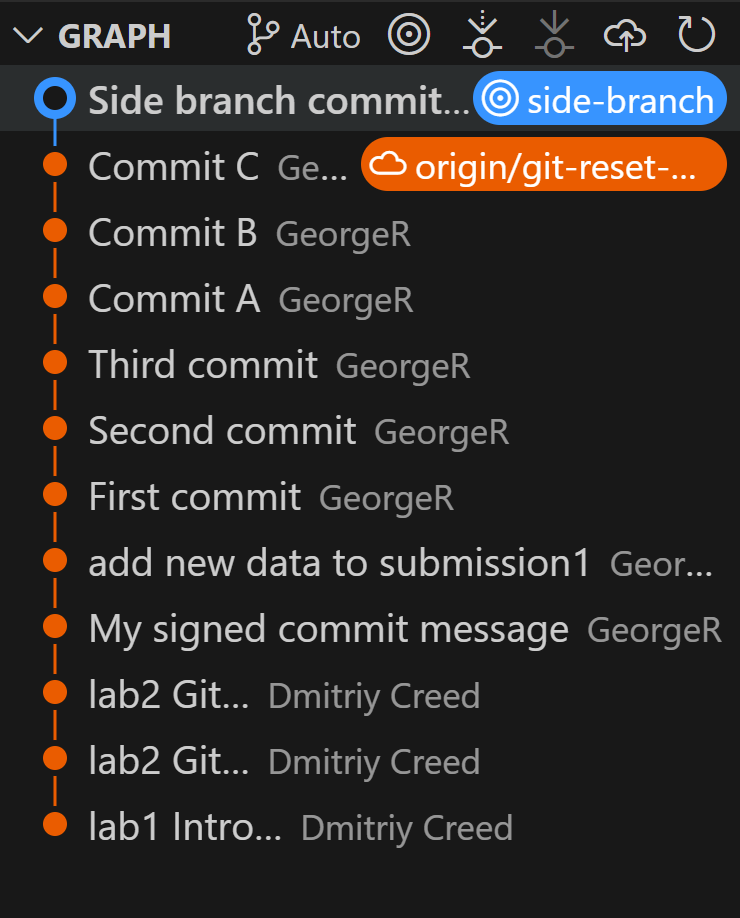 GRAPH Auto
Side branch commit... side-branch
Commit C Ge... origin/git-reset-...
Commit B GeorgeR
Commit A GeorgeR
Third commit GeorgeR
Second commit GeorgeR
First commit GeorgeR
add new data to submission1 Geor...
My signed commit message GeorgeR
lab2 Git... Dmitriy Creed
lab2 Git... Dmitriy Creed
lab1 Intro... Dmitriy Creed